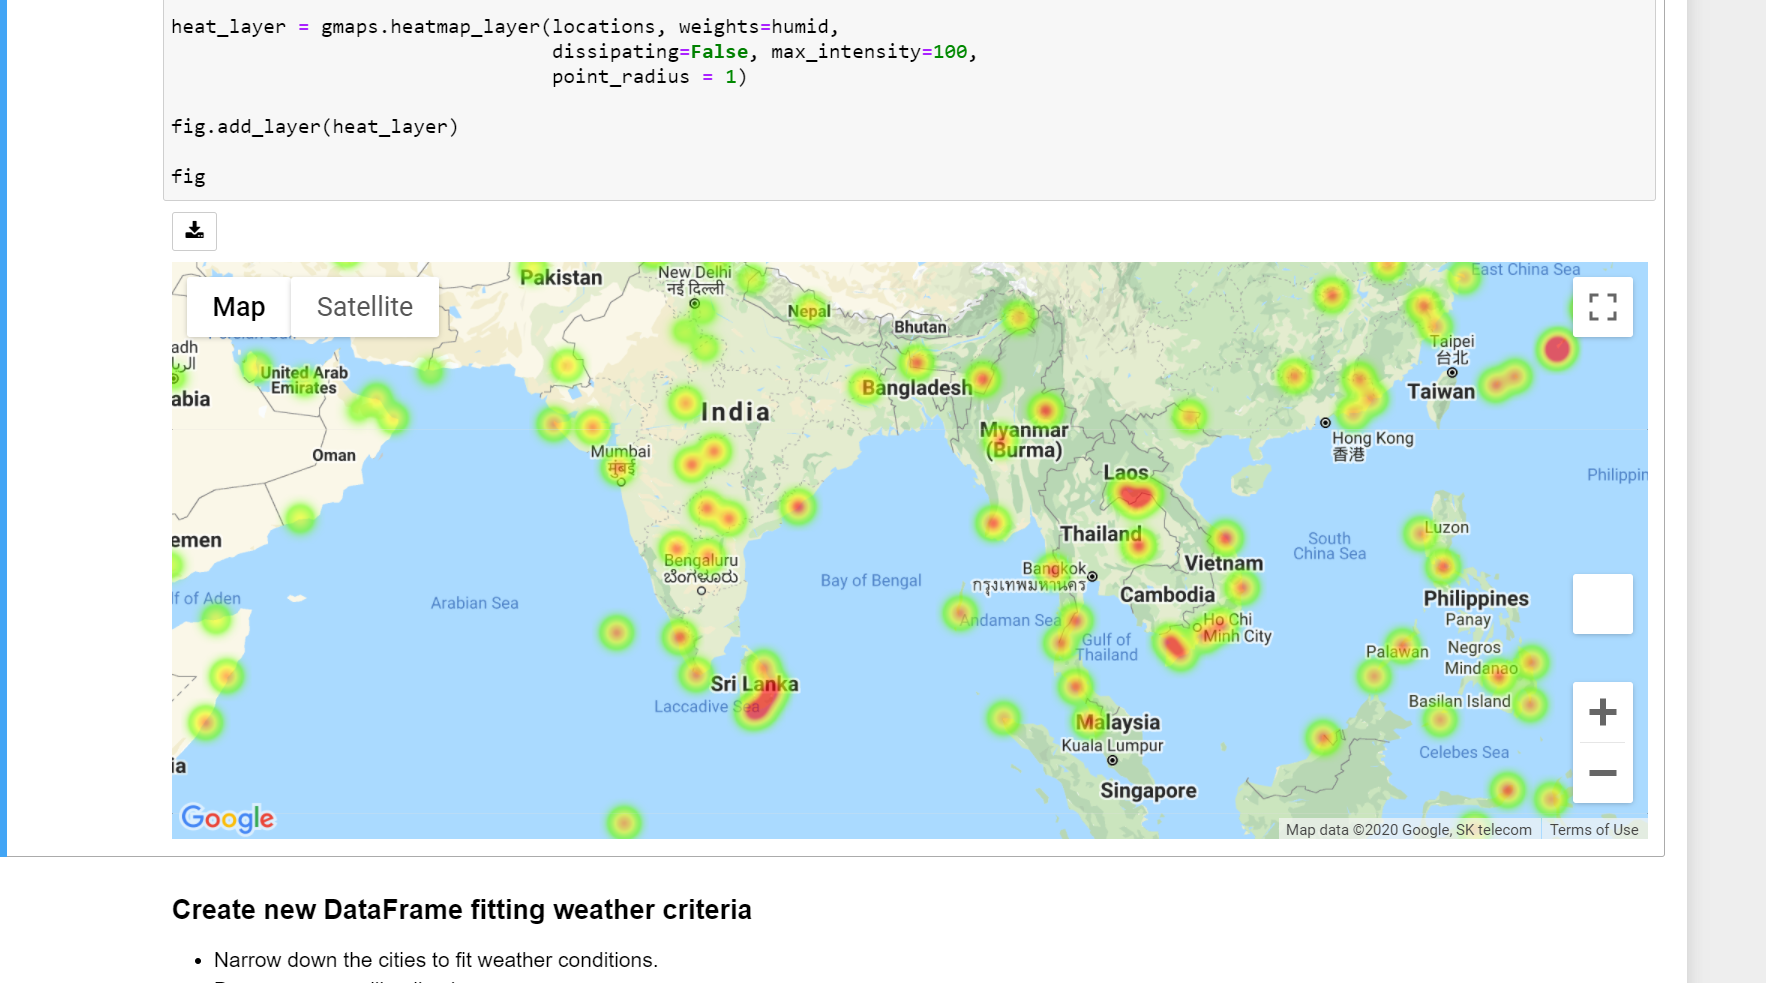 heat_layer = gmaps.heatmap_layer(locations, weights=humid,
dissipating=False, max_intensity=100,
point_radius = 1)
fig.add_layer(heat_layer)
fig
Map
Satellite
Pakistan
New Delhi
नई दिल्ली
Nepal
Bhutan
East China Sea
Taipei
台北
Taiwan
United Arab
Emirates
adh
abia
Bangladesh
India
Oman
Mumbai
मुंबई
Myanmar
(Burma)
Hong Kong
香港
Laos
Philippin
emen
Thailand
Luzon
South
China Sea
Vietnam
Bengaluru
ಬೆಂಗಳೂರು
Bangkok
กรุงเทพมหานคร
Bay of Bengal
Cambodia
Philippines
Panay
lf of Aden
Arabian Sea
Andaman Sea
Ho Chi
Minh City
Gulf of
Thailand
Palawan
Negros
Mindanao
Sri Lanka
Laccadive Sea
Basilan Island
Malaysia
Kuala Lumpur
Celebes Sea
ia
Singapore
Google
Map data ©2020 Google, SK telecom
Terms of Use
Create new DataFrame fitting weather criteria
• Narrow down the cities to fit weather conditions.